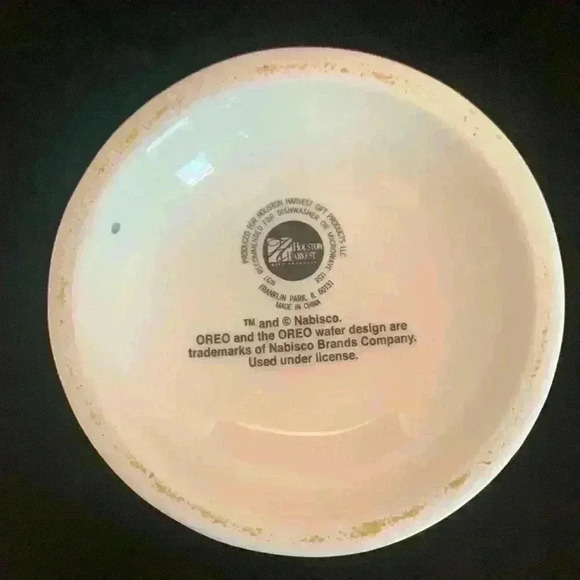 PRODUCED FOR HOUSTON HARVEST GIFT PRODUCTS LLC
NOT RECOMMENDED FOR DISHWASHER OR MICROWAVE USE
HOUSTON
HARVEST
GIFT PRODUCTS
FRANKLIN PARK, IL 60131
MADE IN CHINA
™ and © Nabisco.
OREO and the OREO wafer design are
trademarks of Nabisco Brands Company.
Used under license.